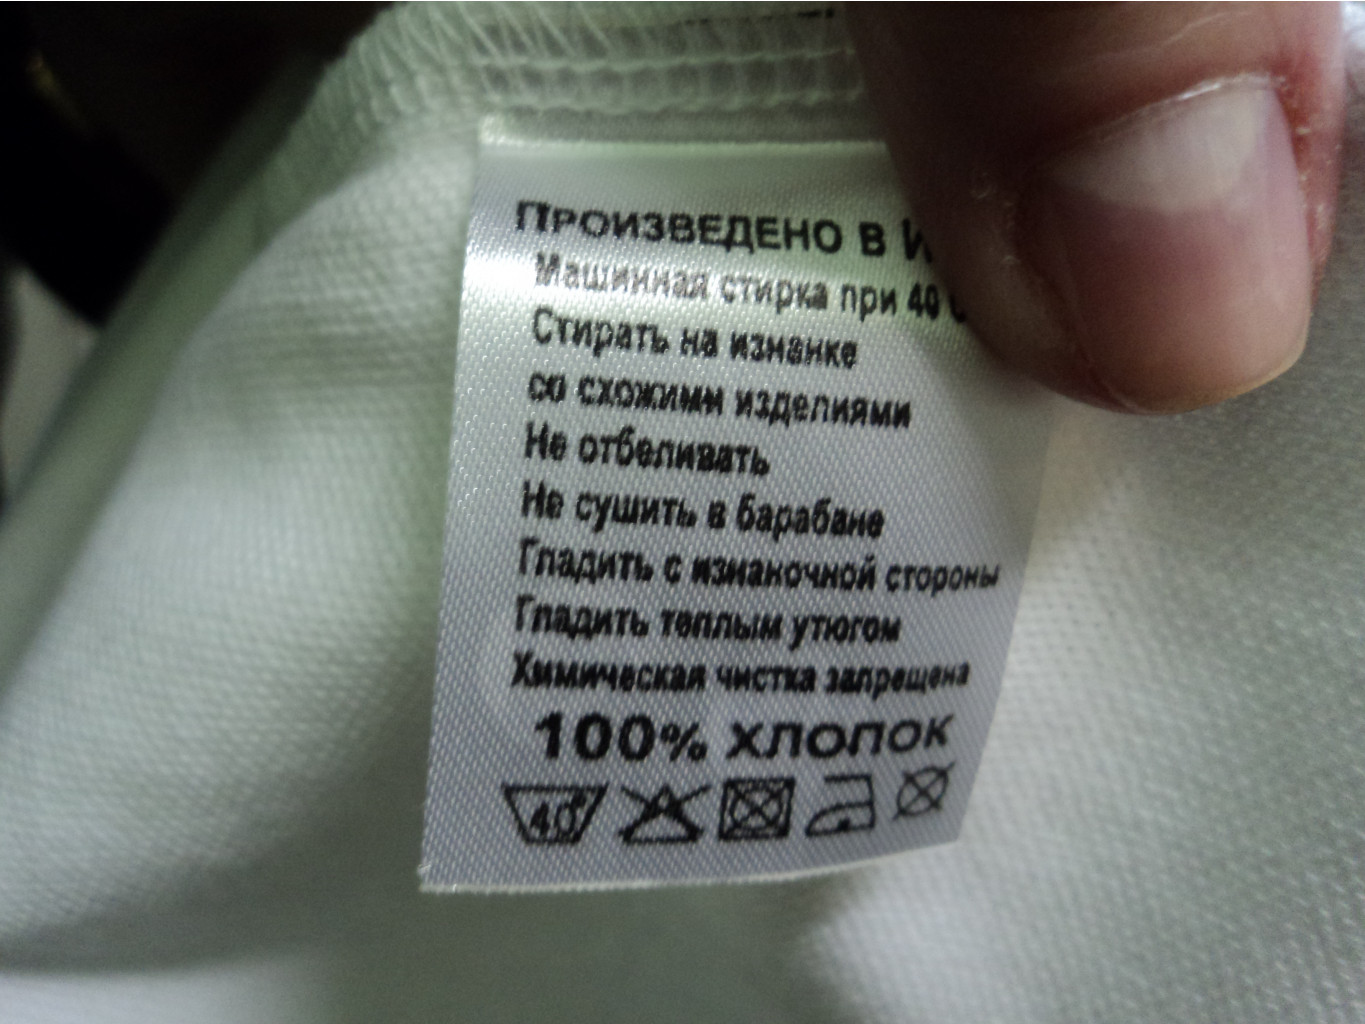 ПРОИЗВЕДЕНО В
Машинная стирка при 40
Стирать на изнанке
со схожими изделиями
Не отбеливать
Не сушить в барабане
Гладить с изнаночной стороны
Гладить теплым утюгом
Химическая чистка запрещена
100% ХЛОПОК
40°